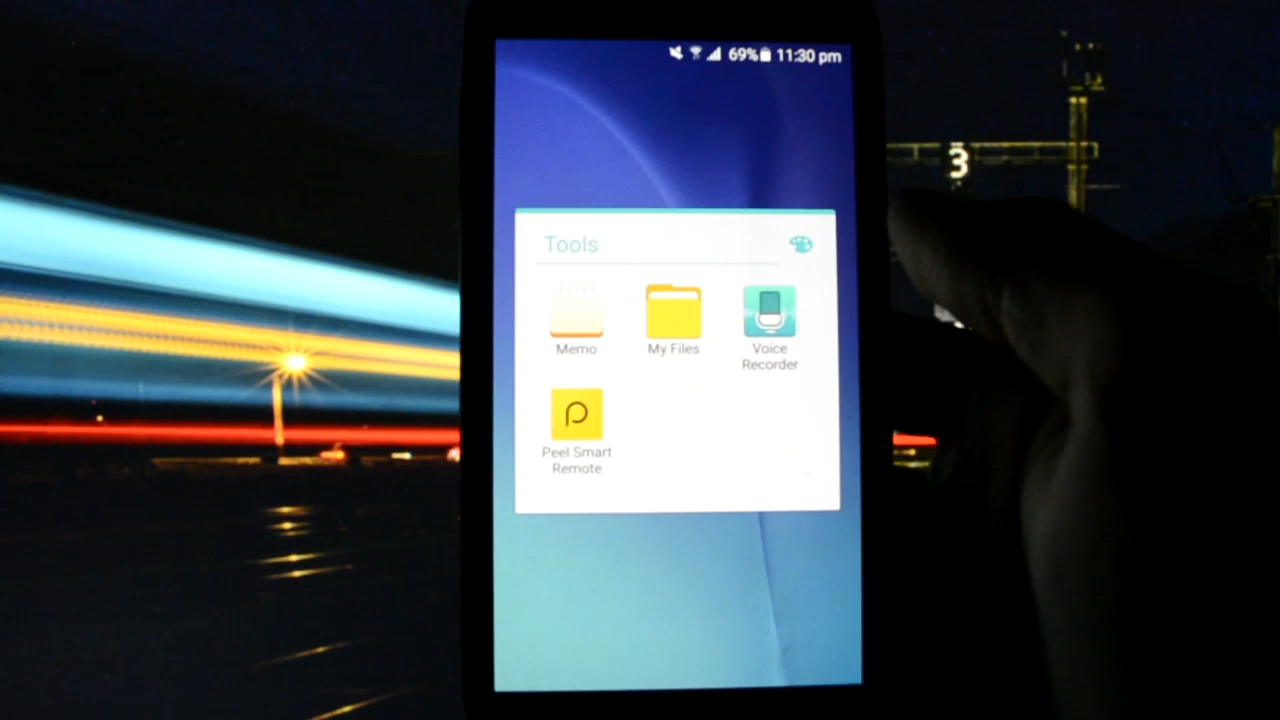 69% 11:30 pm
3
Tools
Memo
My Files
Voice
Recorder
Peel Smart
Remote